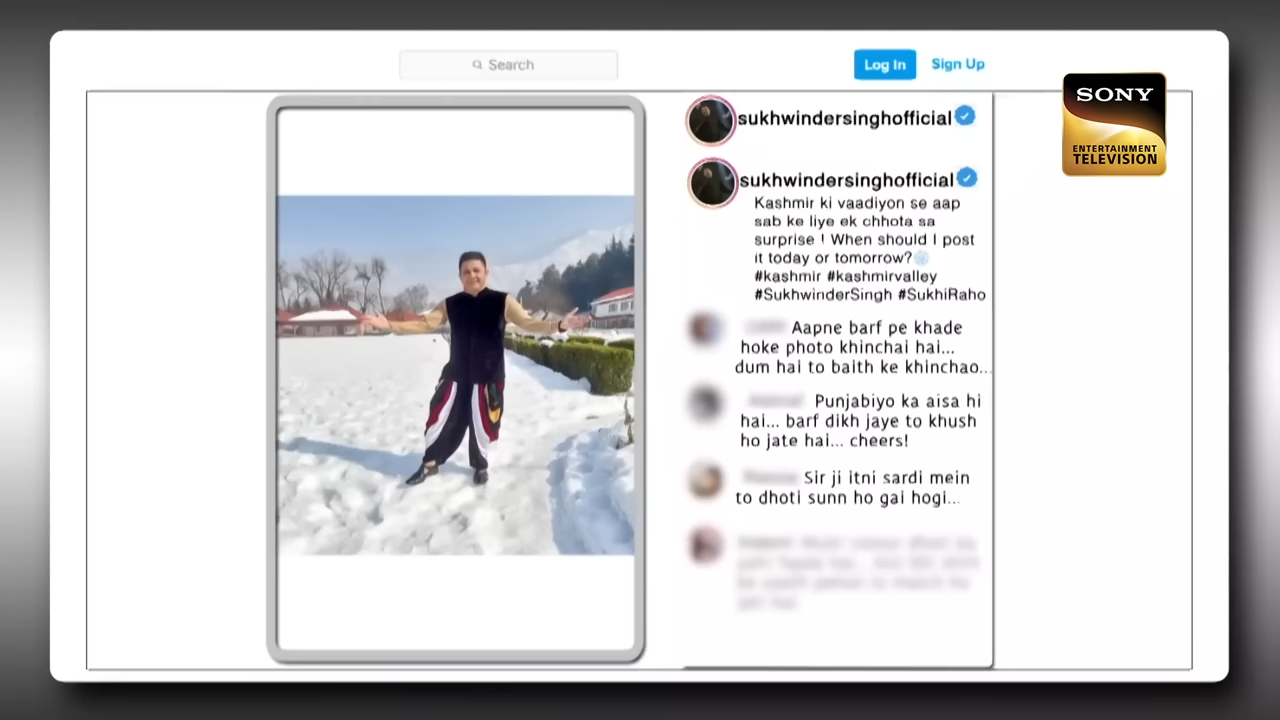 Search
Log In
Sign Up
SONY
ENTERTAINMENT
TELEVISION
sukhwindersinghofficial
sukhwindersinghofficial
Kashmir ki vaadiyon se aap
sab ke liye ek chhota sa
surprise ! When should I post
it today or tomorrow?
#kashmir #kashmirvalley
#SukhwinderSingh #SukhiRaho
Aapne barf pe khade
hoke photo khinchai hai...
dum hai to baith ke khinchao...
Punjabiyo ka aisa hi
hai... barf dikh jaye to khush
ho jate hai... cheers!
Sir ji itni sardi mein
to dhoti sunn ho gai hogi...